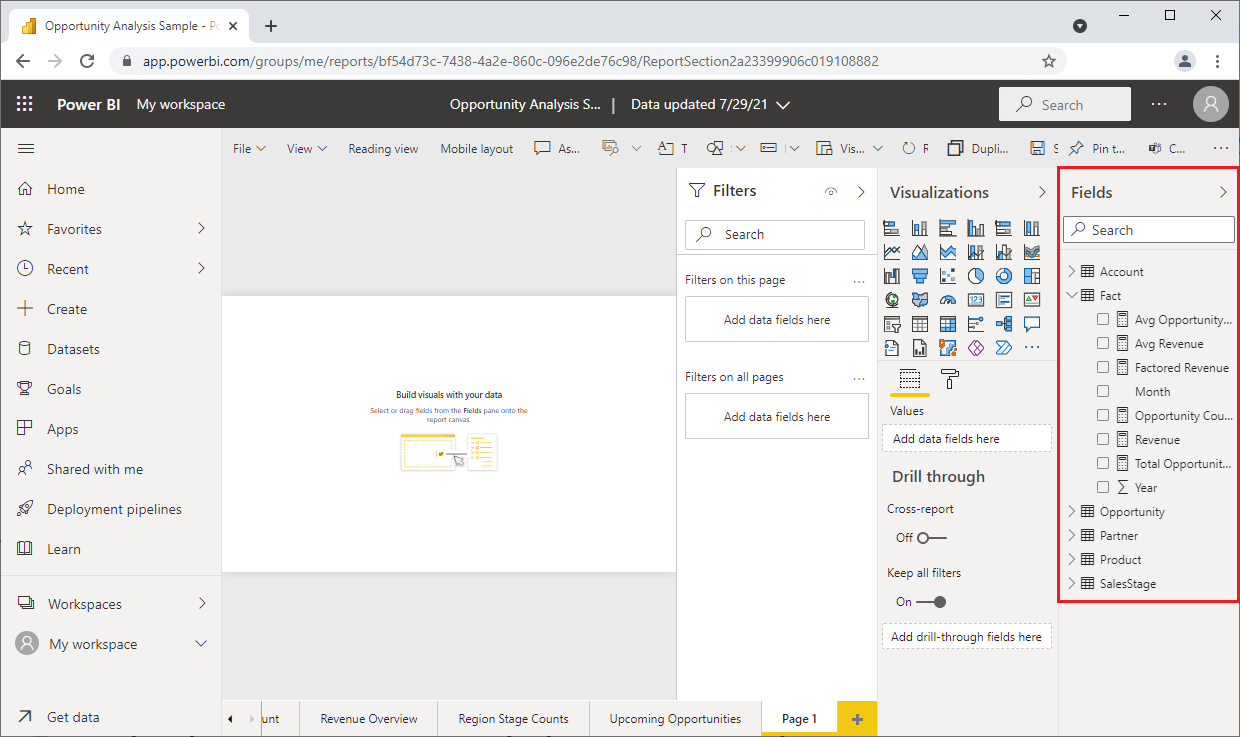 Opportunity Analysis Sample - Po
app.powerbi.com/groups/me/reports/bf54d73c-7438-4a2e-860c-096e2de76c98/ReportSection2a23399906c019108882
Power BI My workspace Opportunity Analysis S... | Data updated 7/29/21 Search ...
File View Reading view Mobile layout As... T Vis... R Dupli... S Pin t... C... ...
Home
Favorites
Recent
Create
Datasets
Goals
Apps
Shared with me
Deployment pipelines
Learn
Workspaces
My workspace
Get data
Build visuals with your data
Select or drag fields from the Fields pane onto the
report canvas.
Filters
Search
Filters on this page ...
Add data fields here
Filters on all pages ...
Add data fields here
Visualizations
123
...
Values
Add data fields here
Drill through
Cross-report
Off
Keep all filters
On
Add drill-through fields here
Fields
Search
Account
Fact
Avg Opportunity...
Avg Revenue
Factored Revenue
Month
Opportunity Cou...
Revenue
Total Opportunit...
Year
Opportunity
Partner
Product
SalesStage
unt Revenue Overview Region Stage Counts Upcoming Opportunities Page 1